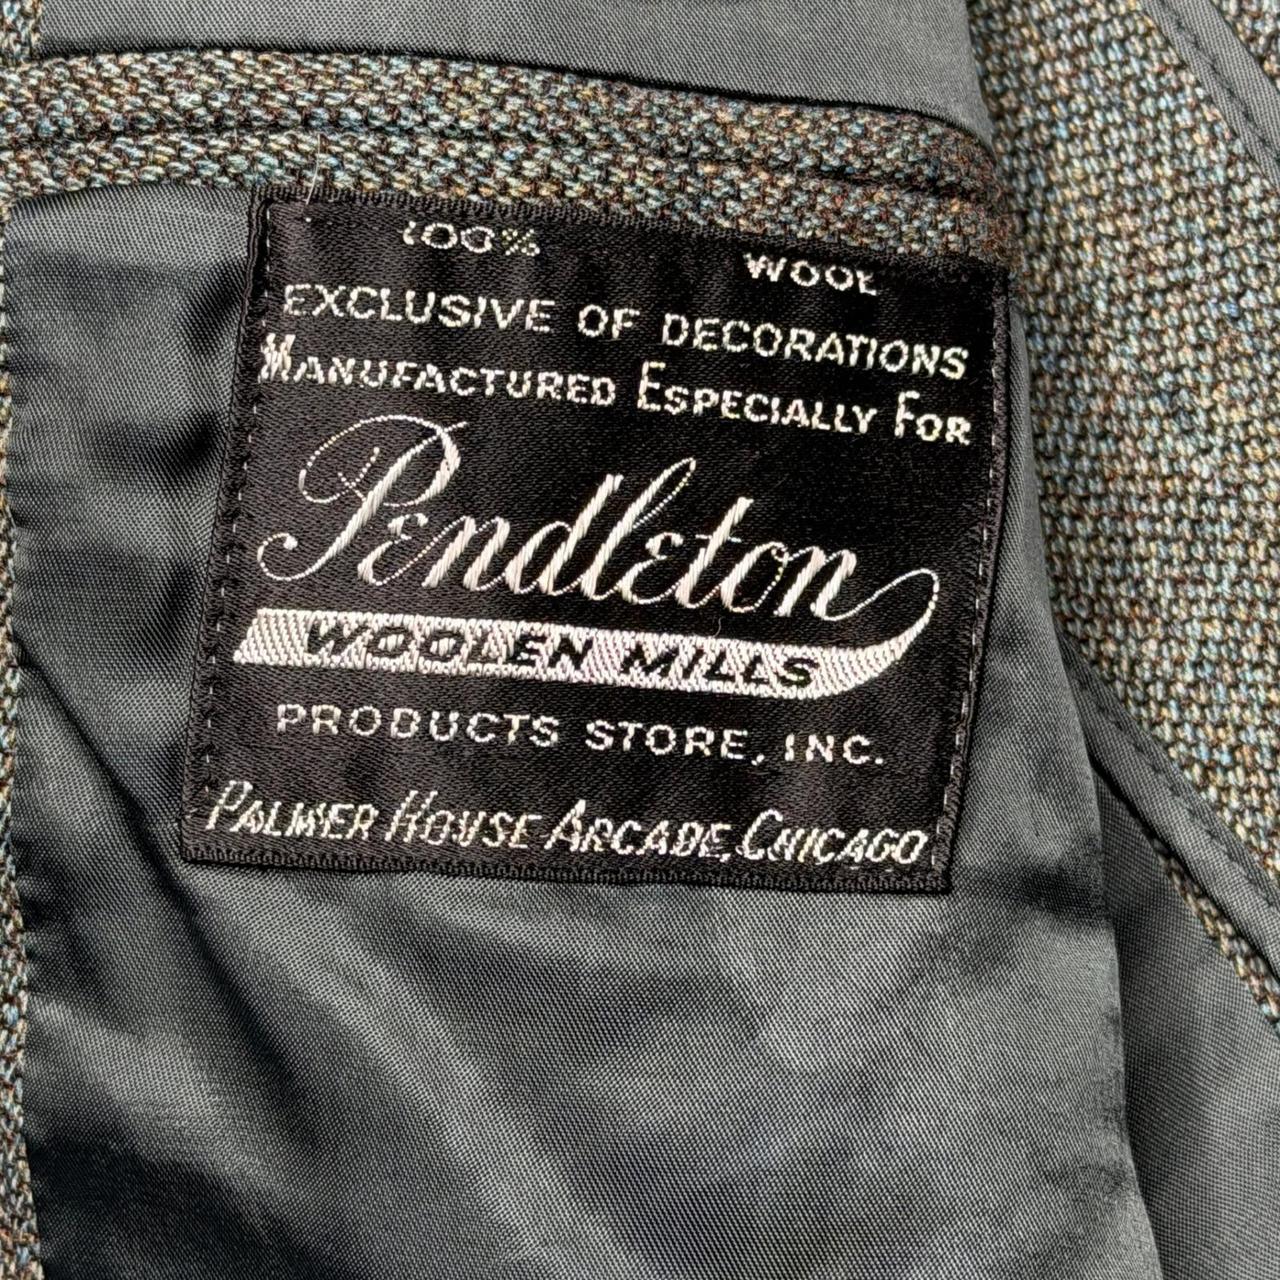 100% WOOL
EXCLUSIVE OF DECORATIONS
MANUFACTURED ESPECIALLY FOR
Pendleton
WOOLEN MILLS
PRODUCTS STORE, INC.
PALMER HOUSE ARCADE, CHICAGO